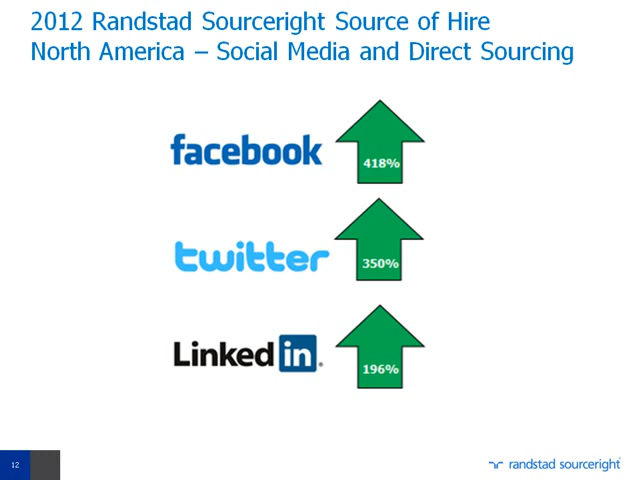 2012 Randstad Sourceright Source of Hire
North America – Social Media and Direct Sourcing
facebook
418%
twitter
350%
Linked in®
196%
12
randstad sourceright